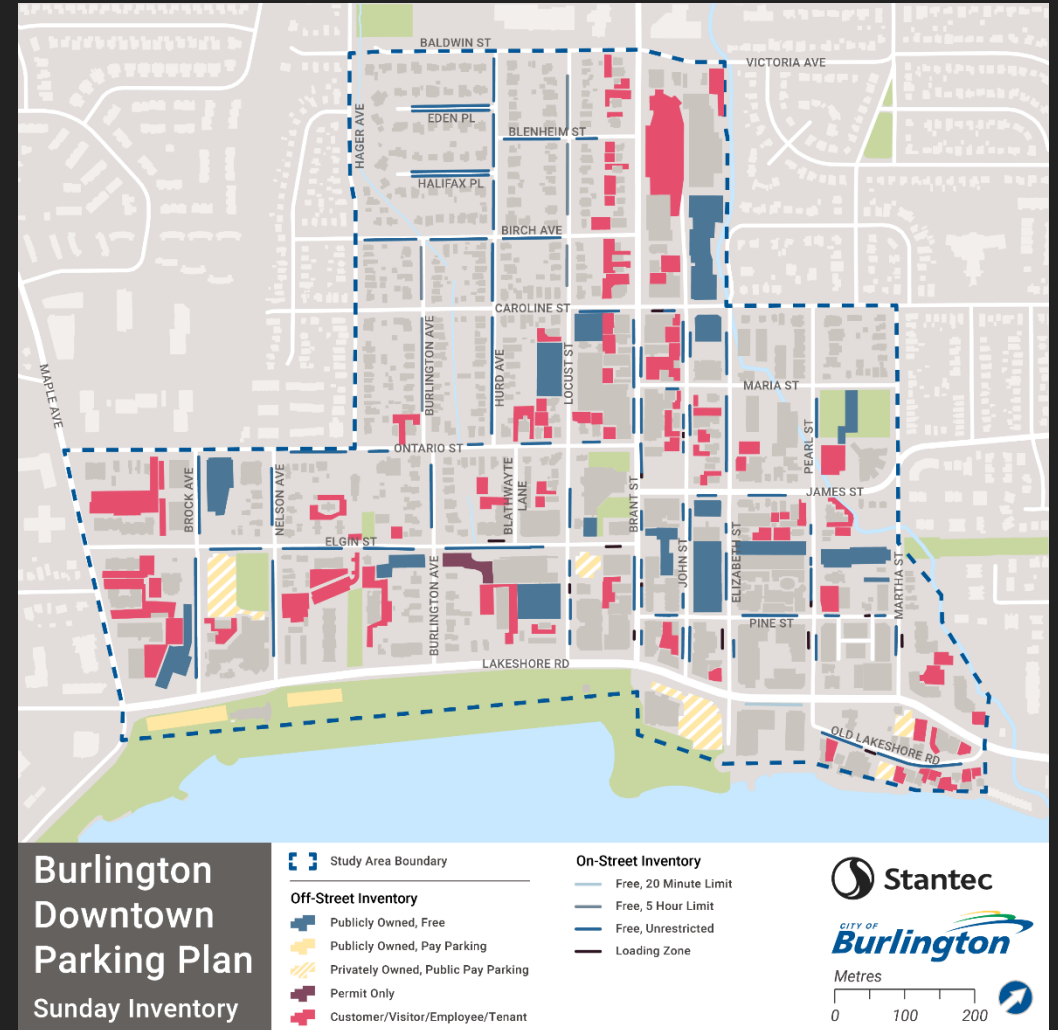 BALDWIN ST
VICTORIA AVE
HAGER AVE
EDEN PL
BLENHEIM ST
HALIFAX PL
BIRCH AVE
CAROLINE ST
MAPLE AVE
BURLINGTON AVE
HURD AVE
LOCUST ST
MARIA ST
ONTARIO ST
PEARL ST
BROCK AVE
NELSON AVE
BLATHWAYTE
LANE
BRANT ST
JAMES ST
ELGIN ST
BURLINGTON AVE
JOHN ST
ELIZABETH ST
MARTHA ST
PINE ST
LAKESHORE RD
OLD LAKESHORE RD
Burlington
Downtown
Parking Plan
Sunday Inventory
Study Area Boundary
Off-Street Inventory
Publicly Owned, Free
Publicly Owned, Pay Parking
Privately Owned, Public Pay Parking
Permit Only
Customer/Visitor/Employee/Tenant
On-Street Inventory
Free, 20 Minute Limit
Free, 5 Hour Limit
Free, Unrestricted
Loading Zone
Stantec
CITY OF
Burlington
Metres
0 100 200